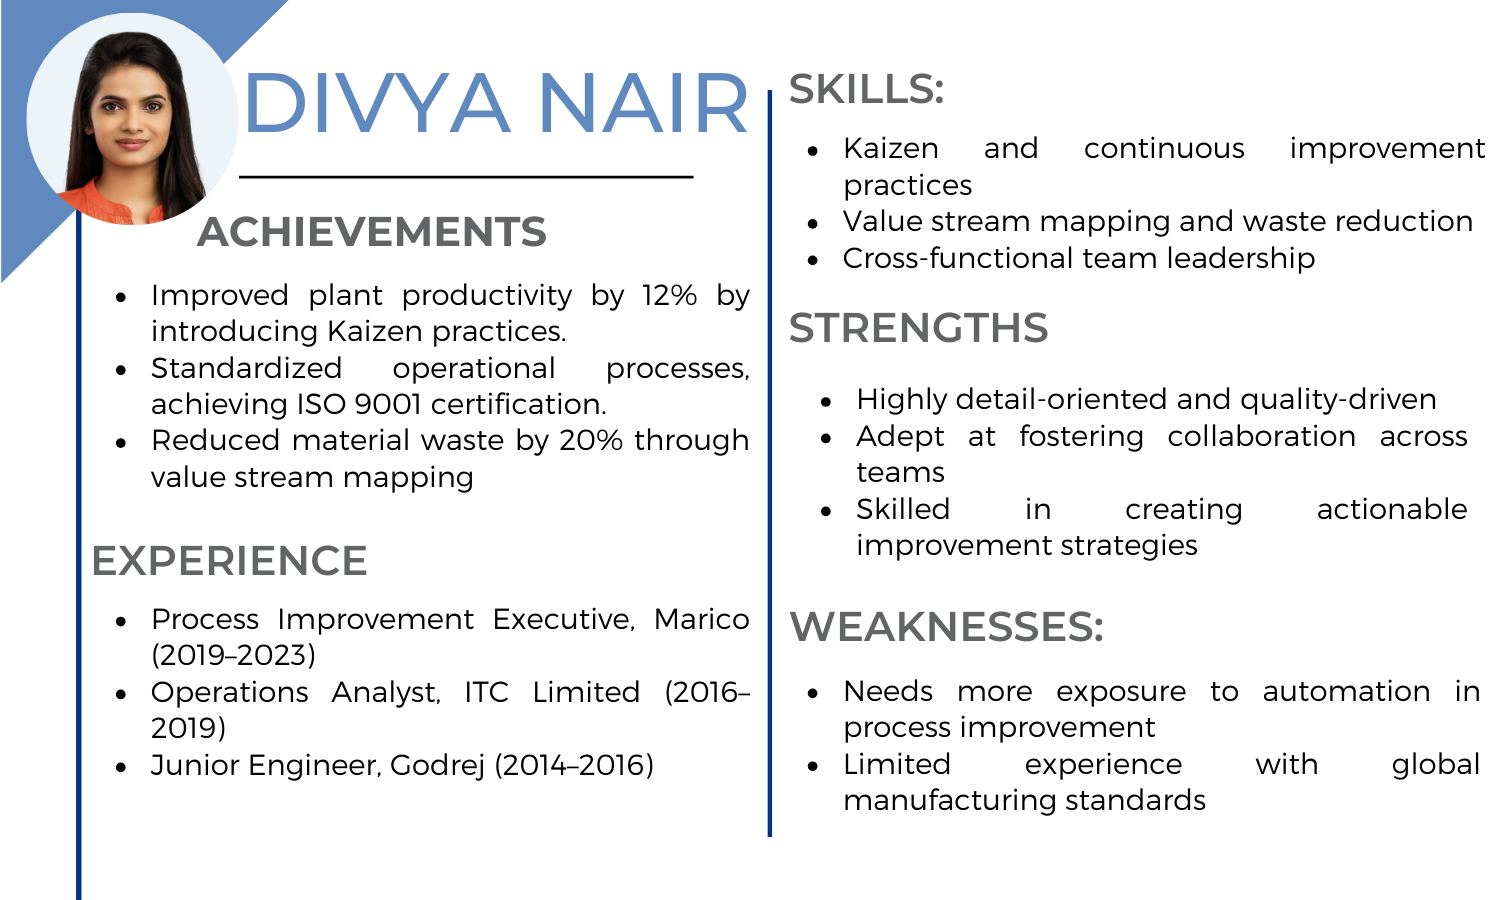 DIVYA NAIR
ACHIEVEMENTS
• Improved plant productivity by 12% by
introducing Kaizen practices.
• Standardized operational processes,
achieving ISO 9001 certification.
• Reduced material waste by 20% through
value stream mapping
EXPERIENCE
• Process Improvement Executive, Marico
(2019–2023)
• Operations Analyst, ITC Limited (2016–
2019)
• Junior Engineer, Godrej (2014–2016)
SKILLS:
• Kaizen and continuous improvement
practices
• Value stream mapping and waste reduction
• Cross-functional team leadership
STRENGTHS
• Highly detail-oriented and quality-driven
• Adept at fostering collaboration across
teams
• Skilled in creating actionable
improvement strategies
WEAKNESSES:
• Needs more exposure to automation in
process improvement
• Limited experience with global
manufacturing standards